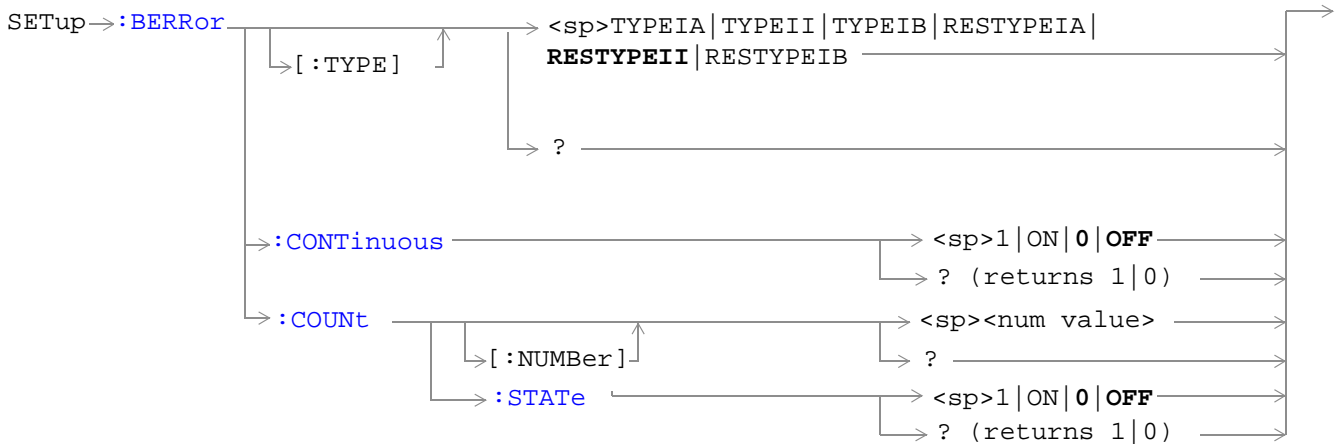 SETup :BERRor <sp>TYPEIA|TYPEII|TYPEIB|RESTYPEIA|
[:TYPE] RESTYPEII|RESTYPEIB
?
:CONTinuous <sp>1|ON|0|OFF
? (returns 1|0)
:COUNt <sp><num value>
[:NUMBer] ?
:STATe <sp>1|ON|0|OFF
? (returns 1|0)